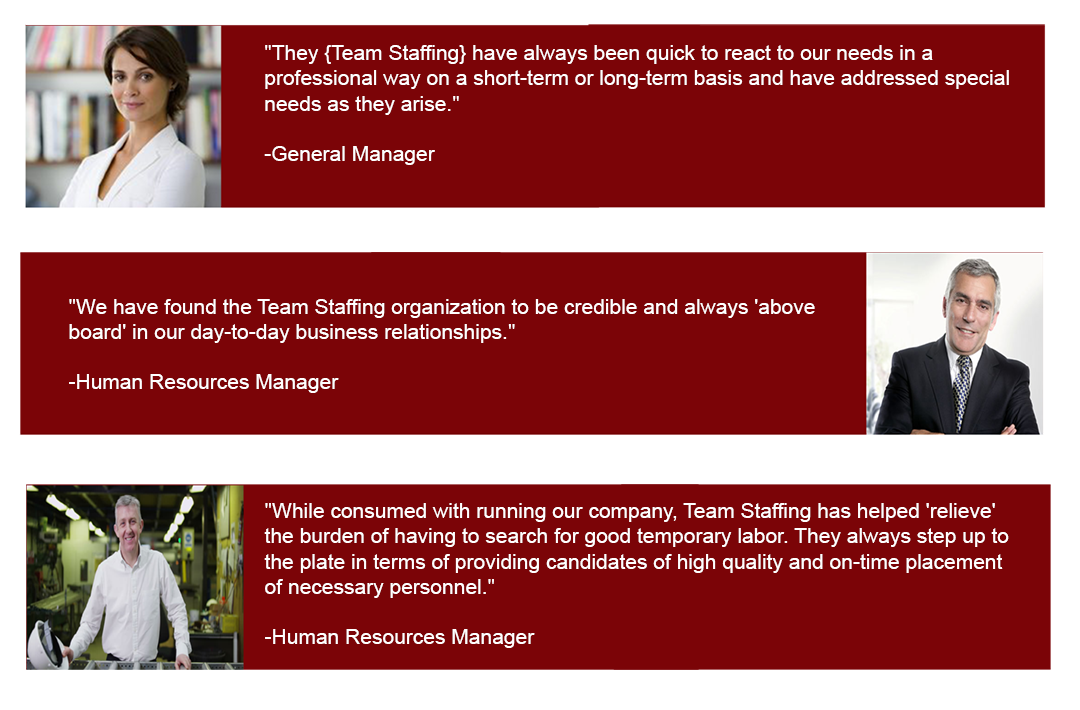 "They {Team Staffing} have always been quick to react to our needs in a
professional way on a short-term or long-term basis and have addressed special
needs as they arise."
-General Manager
"We have found the Team Staffing organization to be credible and always 'above
board' in our day-to-day business relationships."
-Human Resources Manager
"While consumed with running our company, Team Staffing has helped 'relieve'
the burden of having to search for good temporary labor. They always step up to
the plate in terms of providing candidates of high quality and on-time placement
of necessary personnel."
-Human Resources Manager